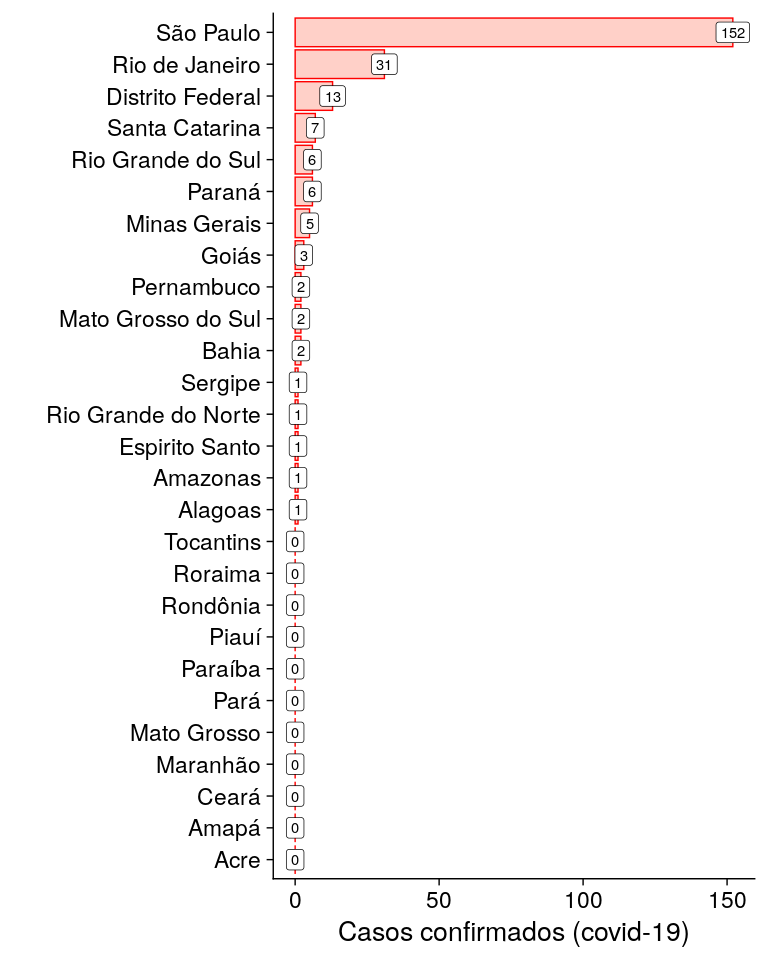 São Paulo 152
Rio de Janeiro 31
Distrito Federal 13
Santa Catarina 7
Rio Grande do Sul 6
Paraná 6
Minas Gerais 5
Goiás 3
Pernambuco 2
Mato Grosso do Sul 2
Bahia 2
Sergipe 1
Rio Grande do Norte 1
Espirito Santo 1
Amazonas 1
Alagoas 1
Tocantins 0
Roraima 0
Rondônia 0
Piauí 0
Paraíba 0
Pará 0
Mato Grosso 0
Maranhão 0
Ceará 0
Amapá 0
Acre 0
0 50 100 150
Casos confirmados (covid-19)